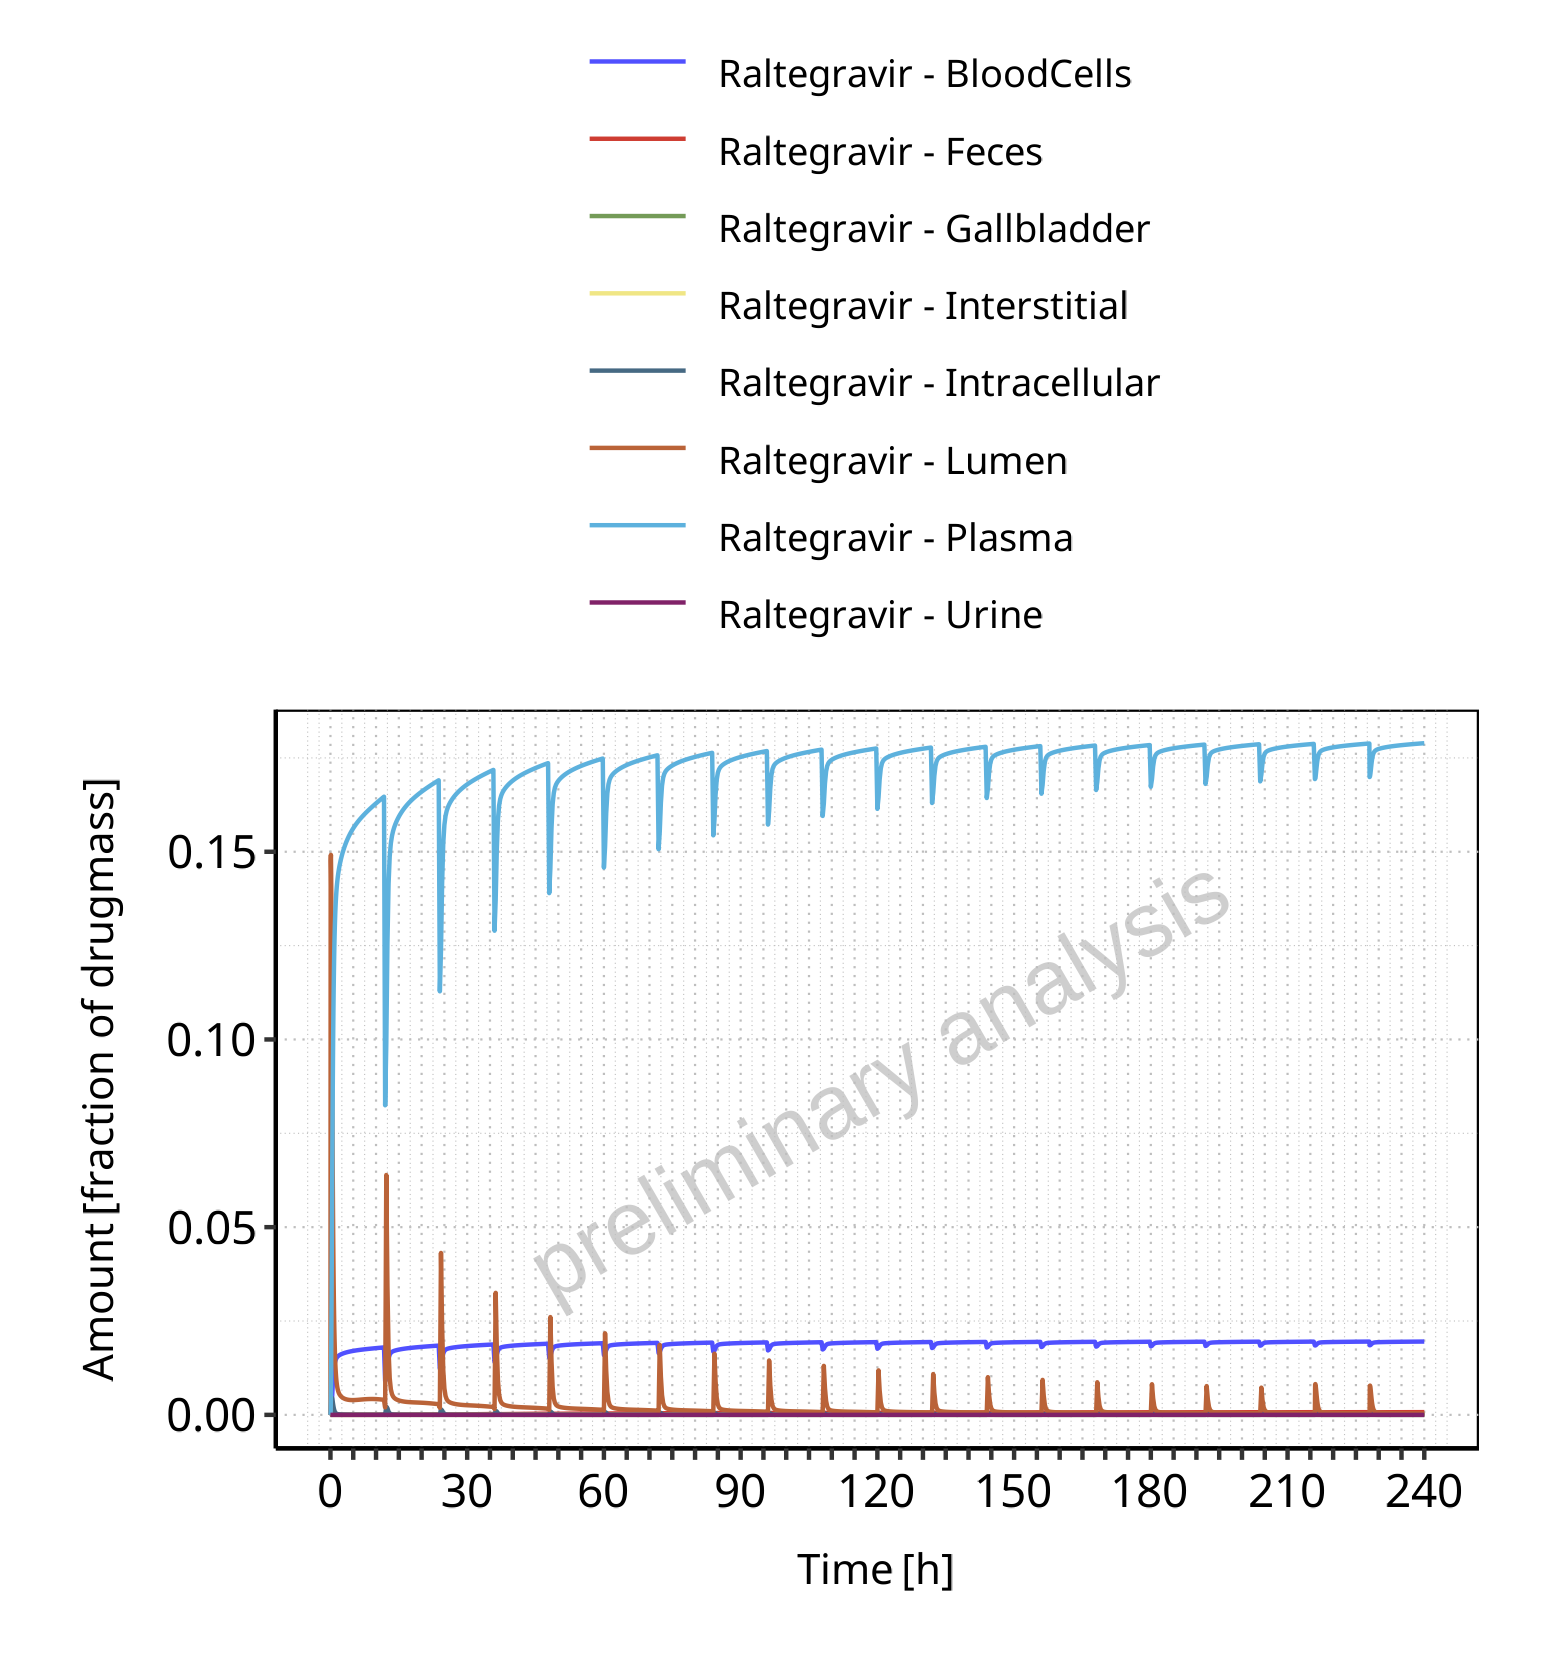 Raltegravir - BloodCells
Raltegravir - Feces
Raltegravir - Gallbladder
Raltegravir - Interstitial
Raltegravir - Intracellular
Raltegravir - Lumen
Raltegravir - Plasma
Raltegravir - Urine
Amount [fraction of drugmass]
0.15
0.10
0.05
0.00
preliminary analysis
0 30 60 90 120 150 180 210 240
Time [h]